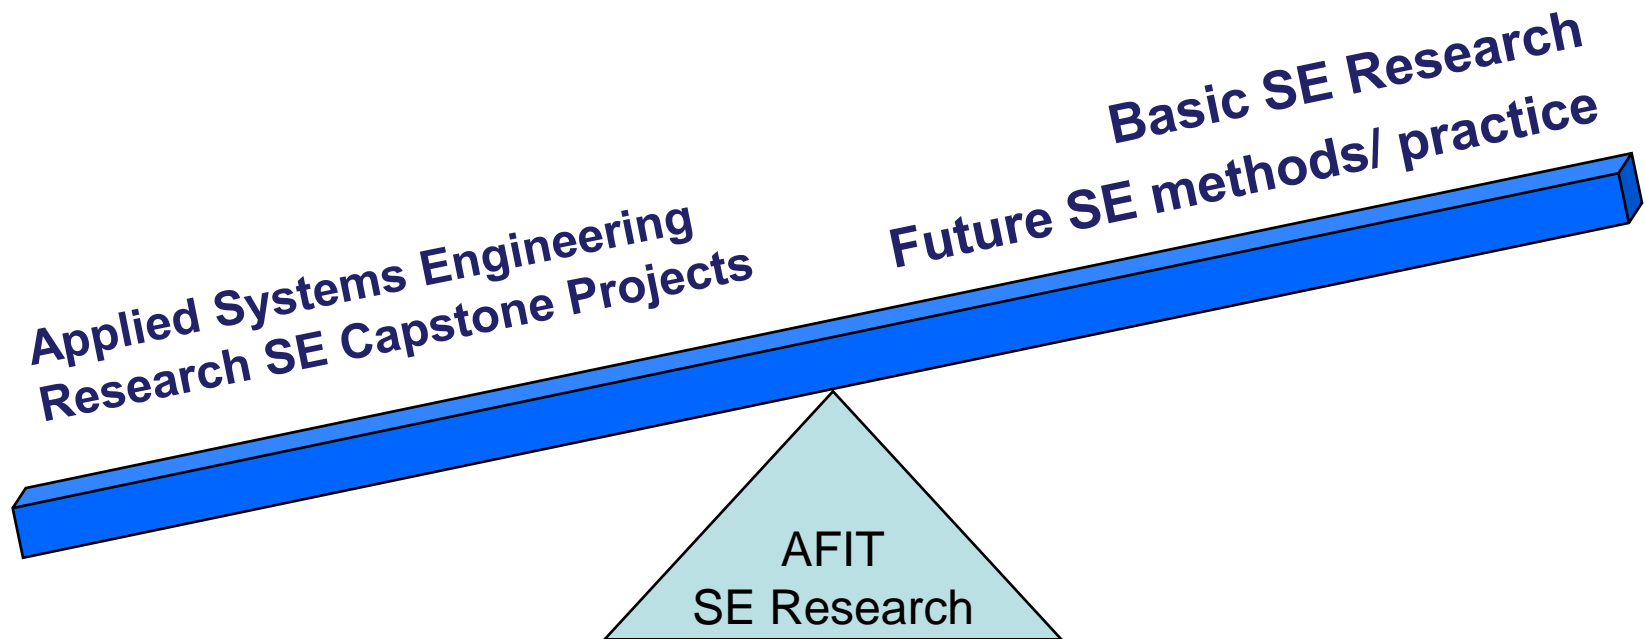 Applied Systems Engineering
Research SE Capstone Projects
Basic SE Research
Future SE methods/ practice
AFIT
SE Research